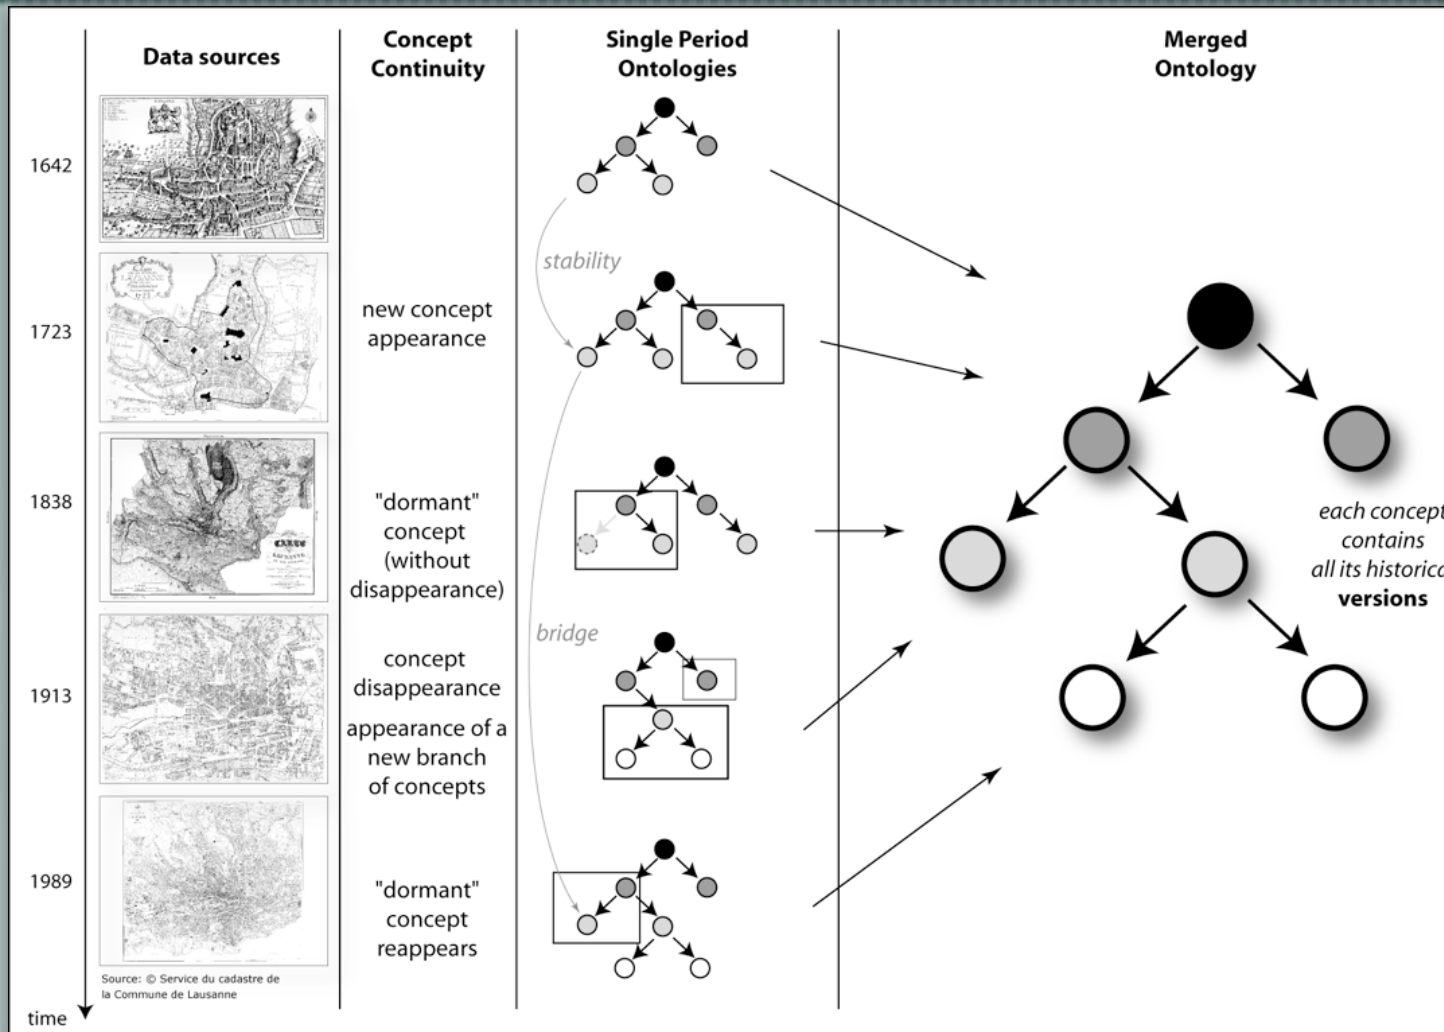 Data sources
Concept
Continuity
Single Period
Ontologies
Merged
Ontology
1642
stability
1723
new concept
appearance
1838
"dormant"
concept
(without
disappearance)
each concept
contains
all its historica
versions
bridge
1913
concept
disappearance
appearance of a
new branch
of concepts
1989
"dormant"
concept
reappears
Source: © Service du cadastre de
la Commune de Lausanne
time